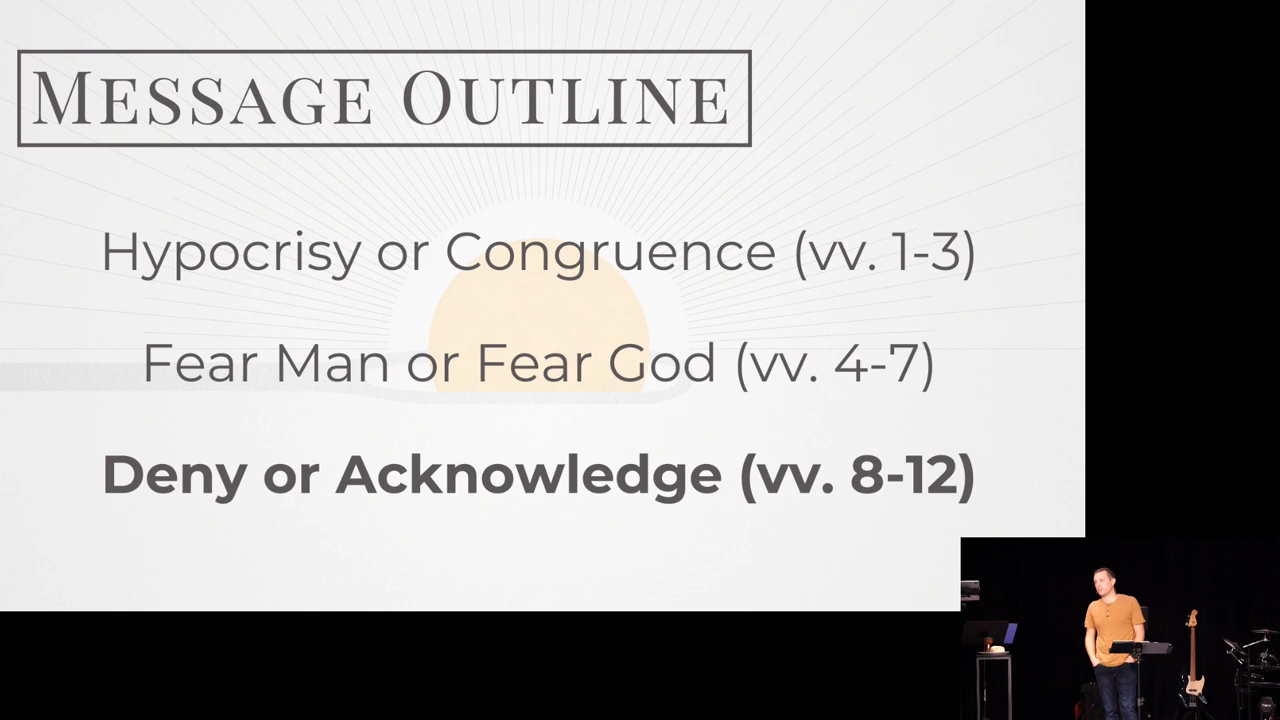 Message Outline
Hypocrisy or Congruence (vv. 1-3)
Fear Man or Fear God (vv. 4-7)
Deny or Acknowledge (vv. 8-12)